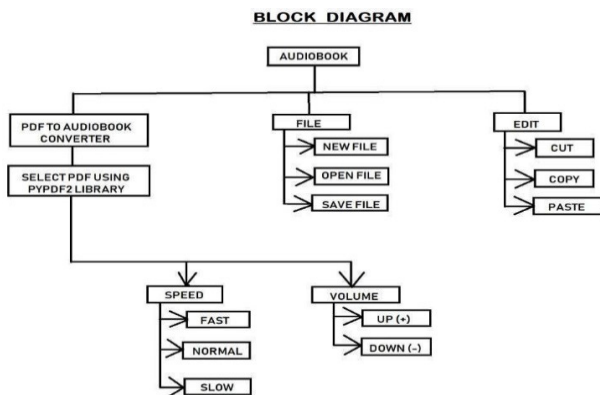 BLOCK DIAGRAM
AUDIOBOOK
PDF TO AUDIOBOOK
CONVERTER
FILE
EDIT
NEW FILE
CUT
OPEN FILE
COPY
SELECT PDF USING
PYPDF2 LIBRARY
SAVE FILE
PASTE
SPEED
VOLUME
FAST
UP (+)
NORMAL
DOWN (-)
SLOW